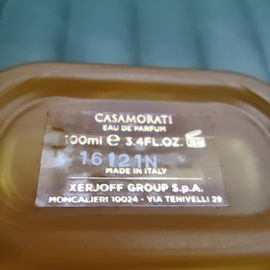 CASAMORATI
EAU DE PARFUM
100ml e 3.4FL.OZ.
16121N
MADE IN ITALY
XERJOFF GROUP S.p.A.
MONCALIERI 10024 - VIA TENIVELLI 29